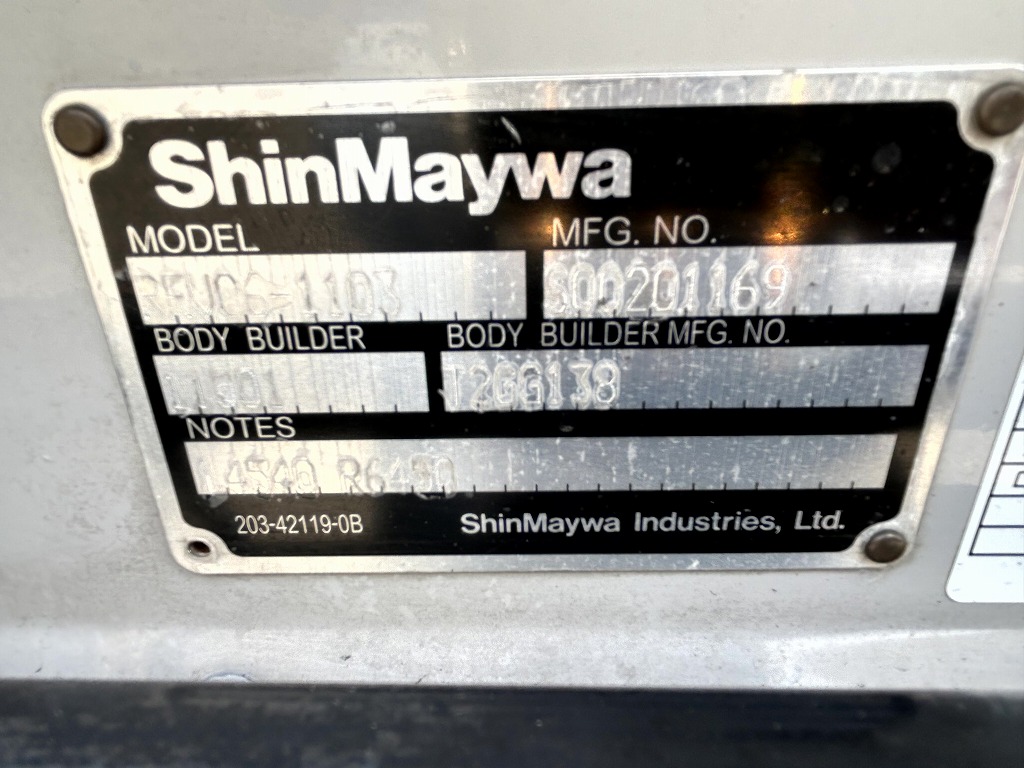 ShinMaywa
MODEL MFG. NO.
S00201169
BODY BUILDER BODY BUILDER MFG. NO.
T2GG138
NOTES
203-42119-0B ShinMaywa Industries, Ltd.